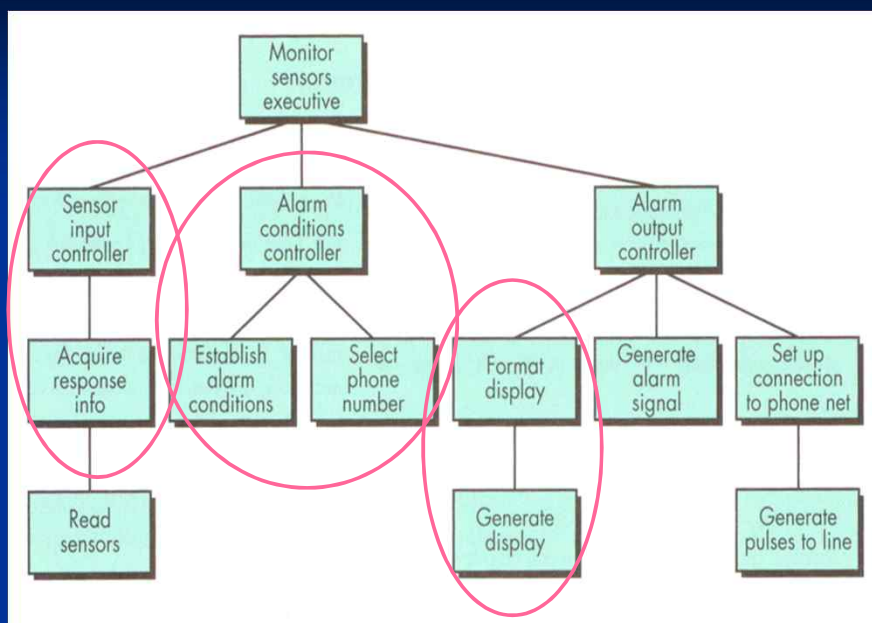 Monitor
sensors
executive
Sensor
input
controller
Alarm
conditions
controller
Alarm
output
controller
Acquire
response
info
Establish
alarm
conditions
Select
phone
number
Format
display
Generate
alarm
signal
Set up
connection
to phone net
Read
sensors
Generate
display
Generate
pulses to line